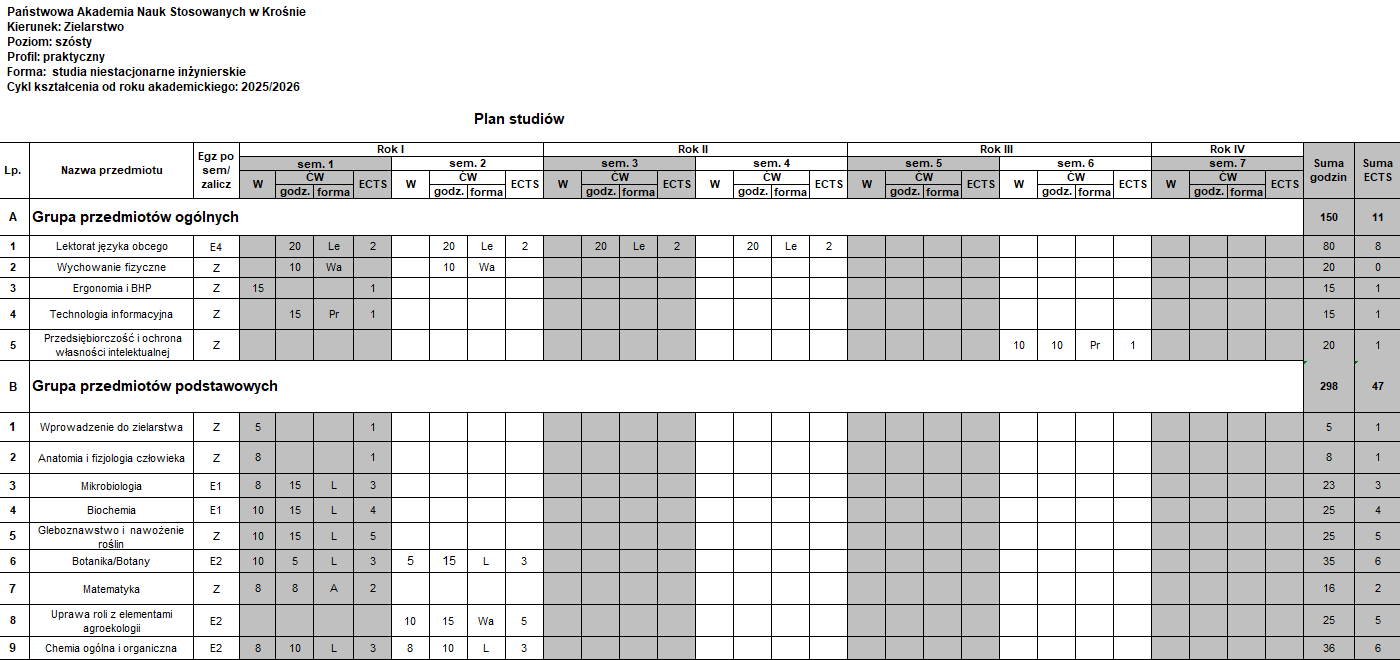 Państwowa Akademia Nauk Stosowanych w Krośnie
Kierunek: Zielarstwo
Poziom: szósty
Profil: praktyczny
Forma: studia niestacjonarne inżynierskie
Cykl kształcenia od roku akademickiego: 2025/2026
Plan studiów
Lp. Nazwa przedmiotu Egz po sem/ zalicz Rok I Rok II Rok III Rok IV Suma godzin Suma ECTS
sem. 1 sem. 2 sem. 3 sem. 4 sem. 5 sem. 6 sem. 7
W ĆW ECTS W ĆW ECTS W ĆW ECTS W ĆW ECTS W ĆW ECTS W ĆW ECTS W ĆW ECTS
godz. forma godz. forma godz. forma godz. forma godz. forma godz. forma godz. forma
A Grupa przedmiotów ogólnych 150 11
1 Lektorat języka obcego E4 20 Le 2 20 Le 2 20 Le 2 20 Le 2 80 8
2 Wychowanie fizyczne Z 10 Wa 10 Wa 20 0
3 Ergonomia i BHP Z 15 1 15 1
4 Technologia informacyjna Z 15 Pr 1 15 1
5 Przedsiębiorczość i ochrona własności intelektualnej Z 10 10 Pr 1 20 1
B Grupa przedmiotów podstawowych 298 47
1 Wprowadzenie do zielarstwa Z 5 1 5 1
2 Anatomia i fizjologia człowieka Z 8 1 8 1
3 Mikrobiologia E1 8 15 L 3 23 3
4 Biochemia E1 10 15 L 4 25 4
5 Gleboznawstwo i nawożenie roślin Z 10 15 L 5 25 5
6 Botanika/Botany E2 10 5 L 3 5 15 L 3 35 6
7 Matematyka Z 8 8 A 2 16 2
8 Uprawa roli z elementami agroekologii E2 10 15 Wa 5 25 5
9 Chemia ogólna i organiczna E2 8 10 L 3 8 10 L 3 36 6